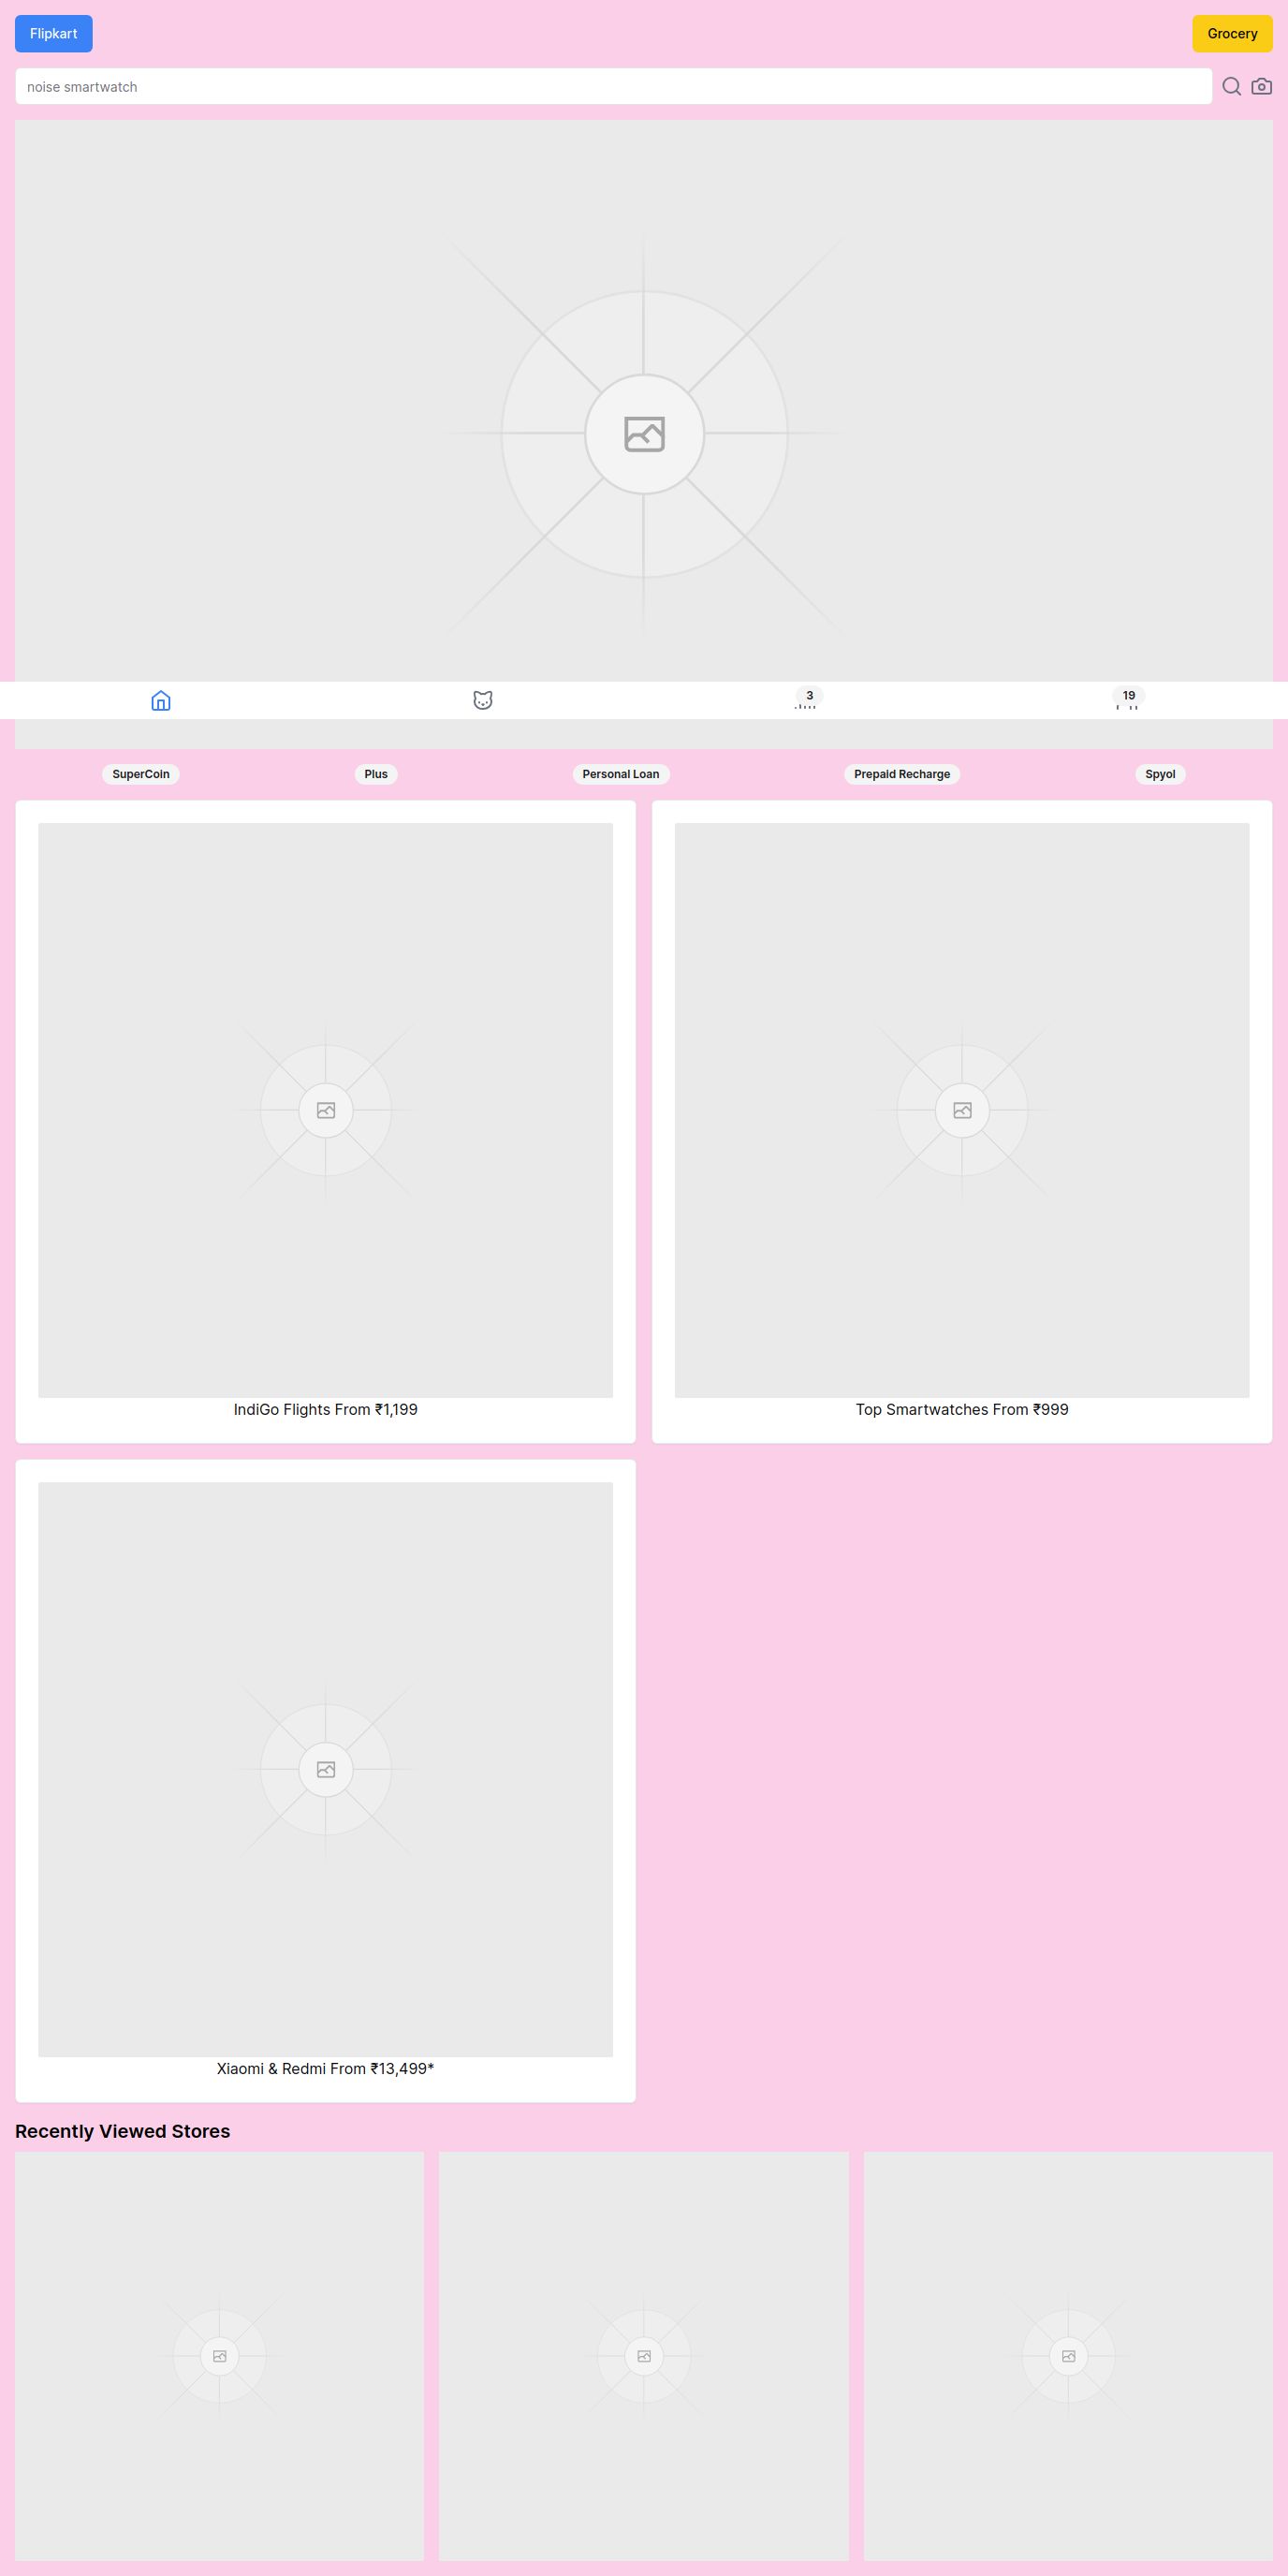 Flipkart
Grocery
noise smartwatch
3
19
SuperCoin
Plus
Personal Loan
Prepaid Recharge
Spyol
IndiGo Flights From ₹1,199
Top Smartwatches From ₹999
Xiaomi & Redmi From ₹13,499*
Recently Viewed Stores